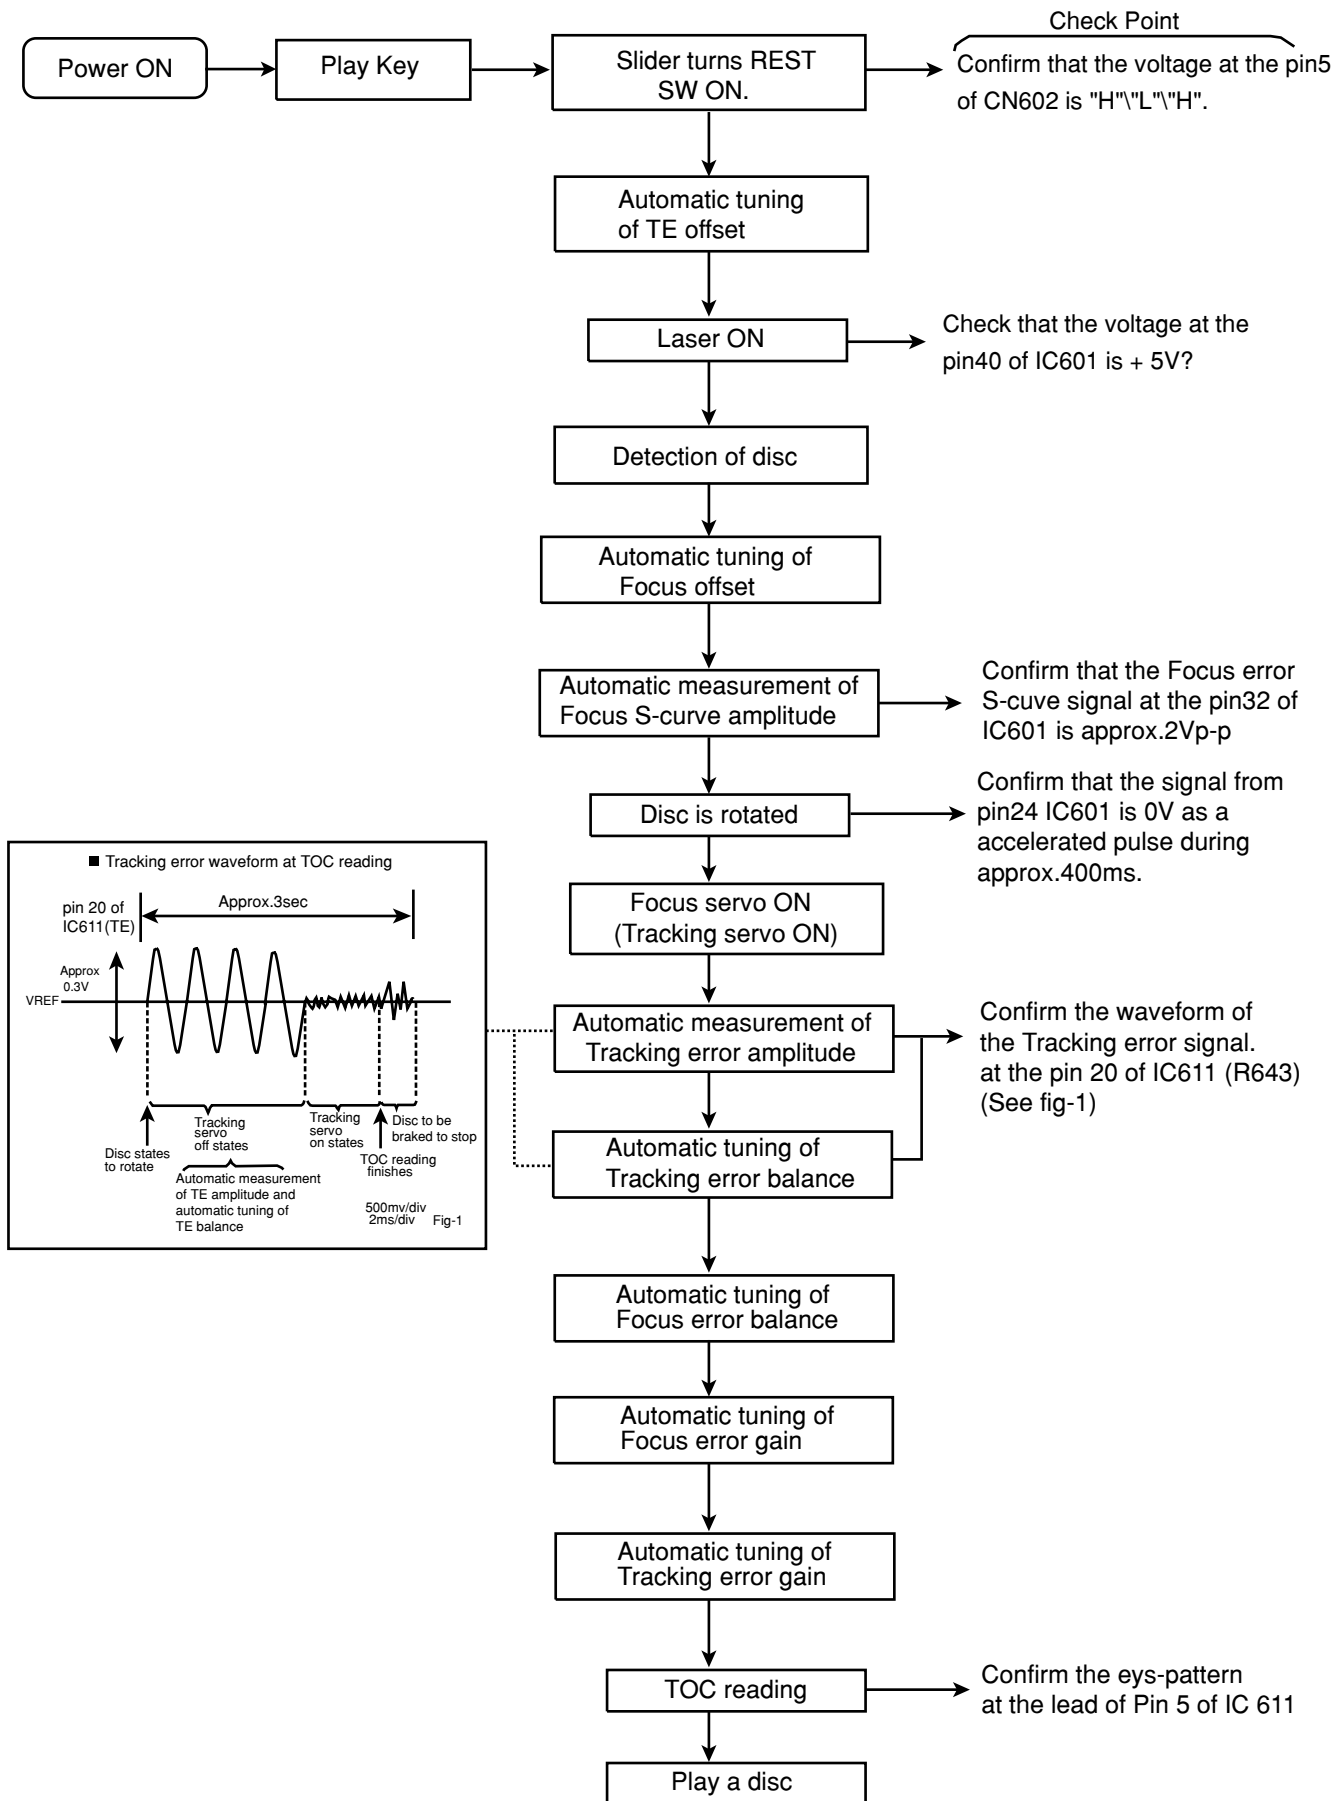 Check Point
Power ON
Play Key
Slider turns REST
SW ON.
Confirm that the voltage at the pin5
of CN602 is "H"\"L"\"H".
Automatic tuning
of TE offset
Laser ON
Check that the voltage at the
pin40 of IC601 is + 5V?
Detection of disc
Automatic tuning of
Focus offset
Automatic measurement of
Focus S-curve amplitude
Confirm that the Focus error
S-cuve signal at the pin32 of
IC601 is approx.2Vp-p
Disc is rotated
Confirm that the signal from
pin24 IC601 is 0V as a
accelerated pulse during
approx.400ms.
Focus servo ON
(Tracking servo ON)
■ Tracking error waveform at TOC reading
pin 20 of
IC611(TE)
Approx.3sec
Approx
0.3V
VREF
Disc states
to rotate
Tracking
servo
off states
Tracking
servo
on states
Disc to be
braked to stop
TOC reading
finishes
Automatic measurement
of TE amplitude and
automatic tuning of
TE balance
500mv/div
2ms/div
Fig-1
Automatic measurement of
Tracking error amplitude
Confirm the waveform of
the Tracking error signal.
at the pin 20 of IC611 (R643)
(See fig-1)
Automatic tuning of
Tracking error balance
Automatic tuning of
Focus error balance
Automatic tuning of
Focus error gain
Automatic tuning of
Tracking error gain
TOC reading
Confirm the eys-pattern
at the lead of Pin 5 of IC 611
Play a disc